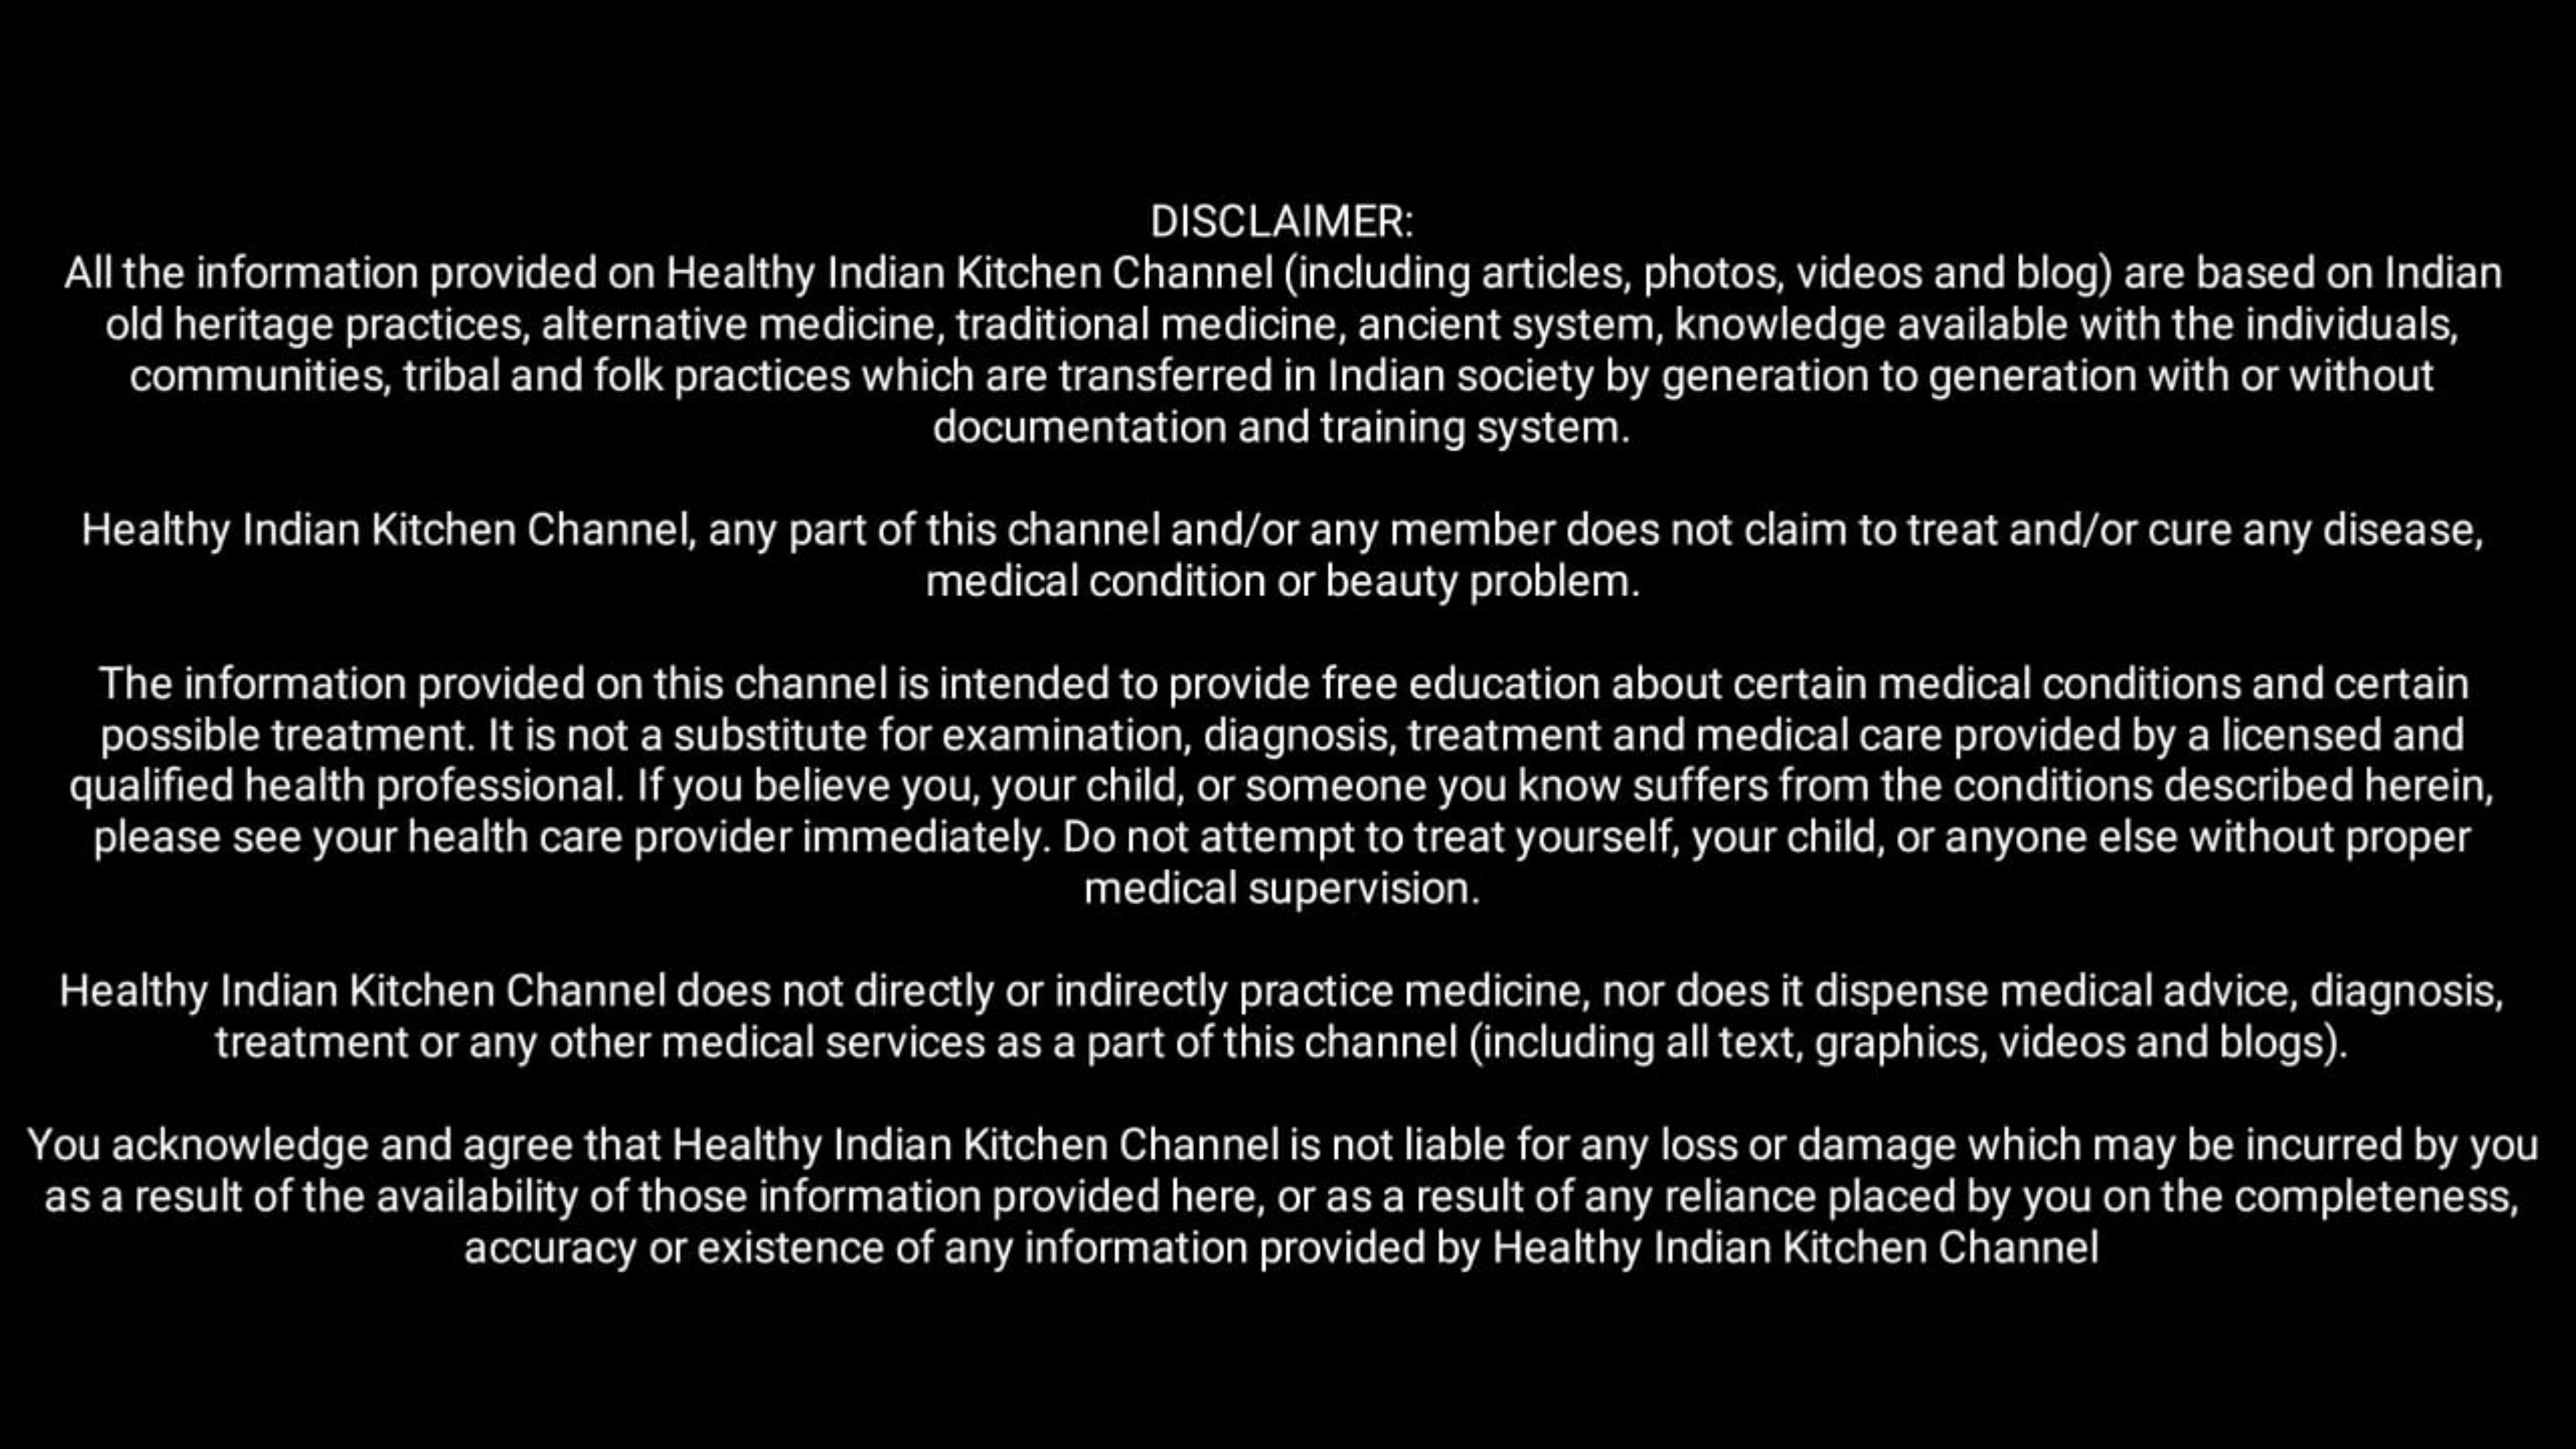 DISCLAIMER:
All the information provided on Healthy Indian Kitchen Channel (including articles, photos, videos and blog) are based on Indian
old heritage practices, alternative medicine, traditional medicine, ancient system, knowledge available with the individuals,
communities, tribal and folk practices which are transferred in Indian society by generation to generation with or without
documentation and training system.
Healthy Indian Kitchen Channel, any part of this channel and/or any member does not claim to treat and/or cure any disease,
medical condition or beauty problem.
The information provided on this channel is intended to provide free education about certain medical conditions and certain
possible treatment. It is not a substitute for examination, diagnosis, treatment and medical care provided by a licensed and
qualified health professional. If you believe you, your child, or someone you know suffers from the conditions described herein,
please see your health care provider immediately. Do not attempt to treat yourself, your child, or anyone else without proper
medical supervision.
Healthy Indian Kitchen Channel does not directly or indirectly practice medicine, nor does it dispense medical advice, diagnosis,
treatment or any other medical services as a part of this channel (including all text, graphics, videos and blogs).
You acknowledge and agree that Healthy Indian Kitchen Channel is not liable for any loss or damage which may be incurred by you
as a result of the availability of those information provided here, or as a result of any reliance placed by you on the completeness,
accuracy or existence of any information provided by Healthy Indian Kitchen Channel